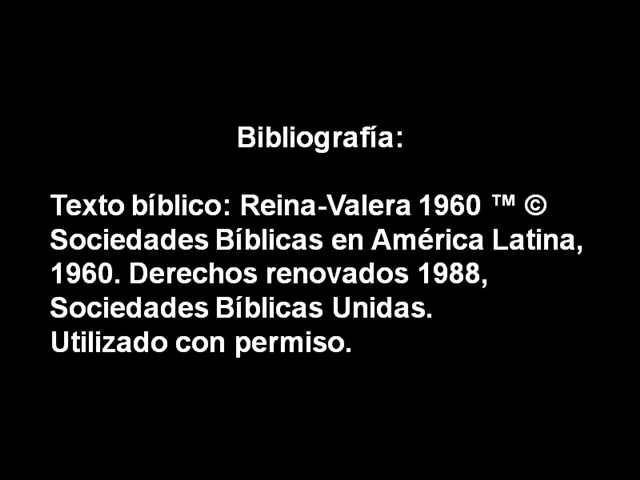 Bibliografía:
Texto bíblico: Reina-Valera 1960 ™ ©
Sociedades Bíblicas en América Latina,
1960. Derechos renovados 1988,
Sociedades Bíblicas Unidas.
Utilizado con permiso.